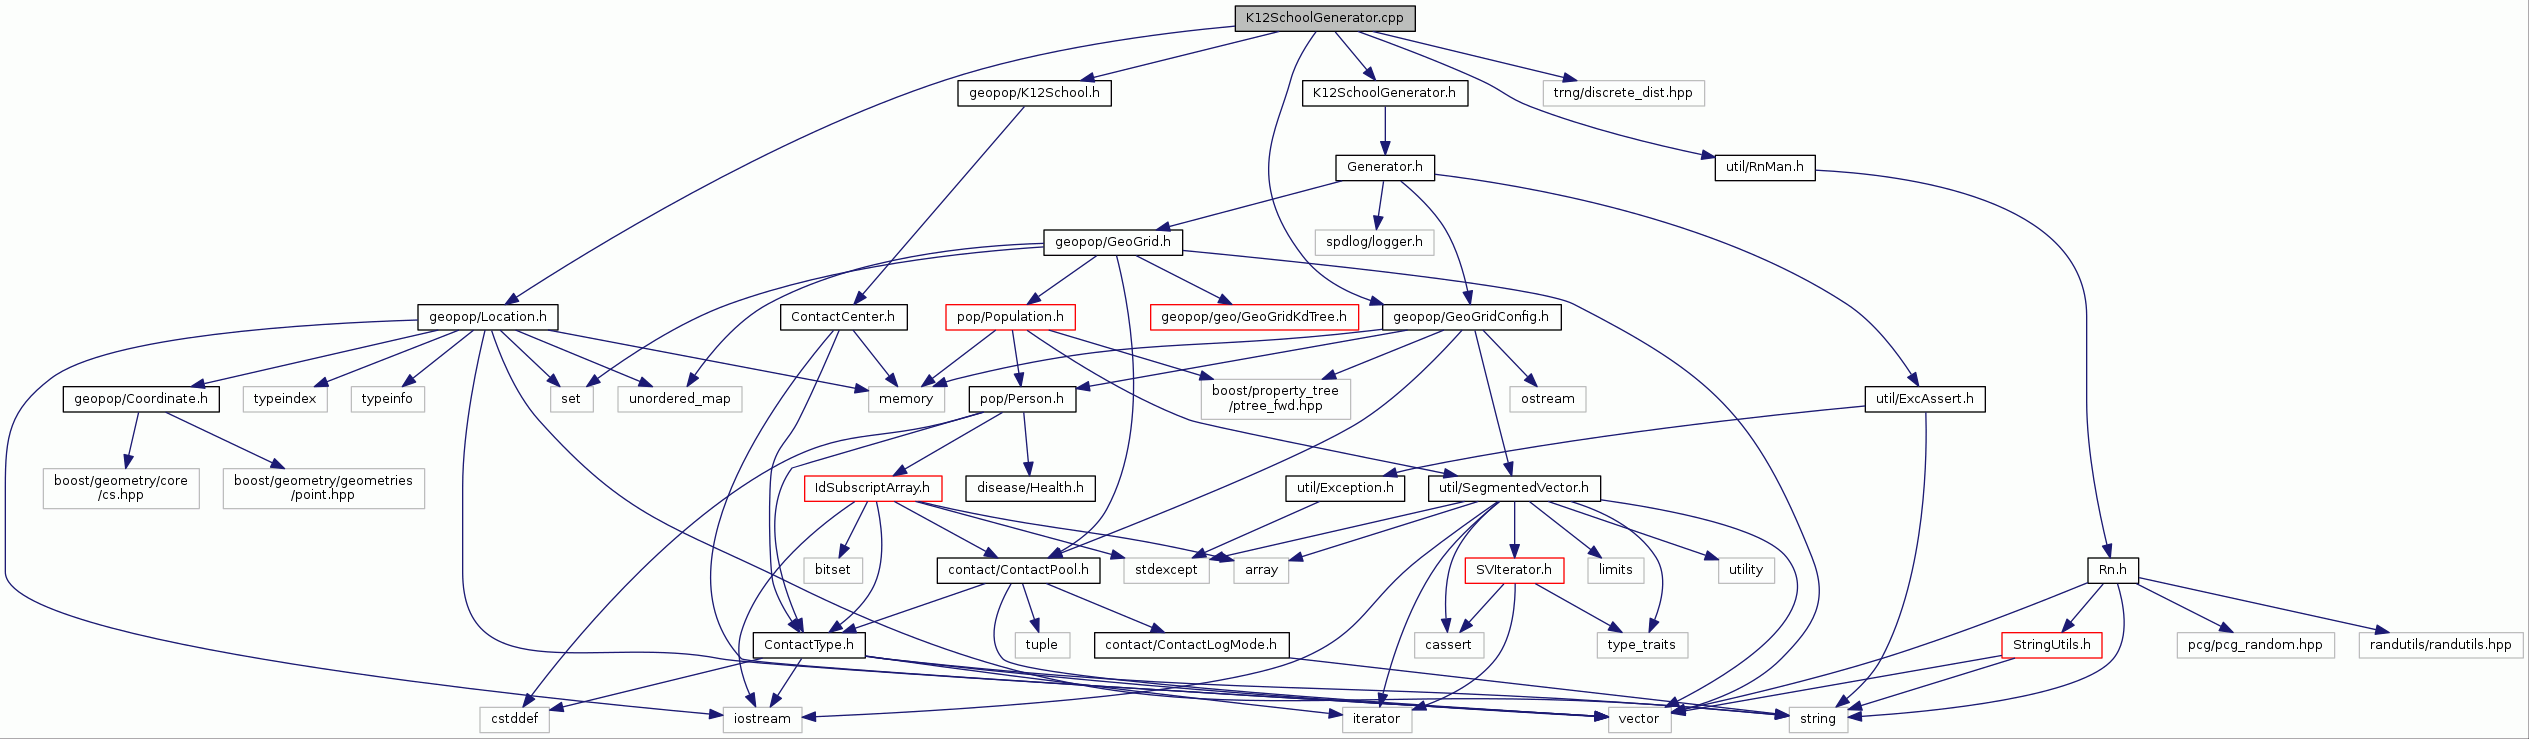 K12SchoolGenerator.cpp
geopop/K12School.h
K12SchoolGenerator.h
trng/discrete_dist.hpp
Generator.h
util/RnMan.h
geopop/GeoGrid.h
spdlog/logger.h
geopop/Location.h
ContactCenter.h
pop/Population.h
geopop/geo/GeoGridKdTree.h
geopop/GeoGridConfig.h
geopop/Coordinate.h
typeindex
typeinfo
set
unordered_map
memory
pop/Person.h
boost/property_tree
/ptree_fwd.hpp
ostream
util/ExcAssert.h
boost/geometry/core
/cs.hpp
boost/geometry/geometries
/point.hpp
IdSubscriptArray.h
disease/Health.h
util/Exception.h
util/SegmentedVector.h
bitset
contact/ContactPool.h
stdexcept
array
SVIterator.h
limits
utility
Rn.h
ContactType.h
tuple
contact/ContactLogMode.h
cassert
type_traits
StringUtils.h
pcg/pcg_random.hpp
randutils/randutils.hpp
cstddef
iostream
iterator
vector
string